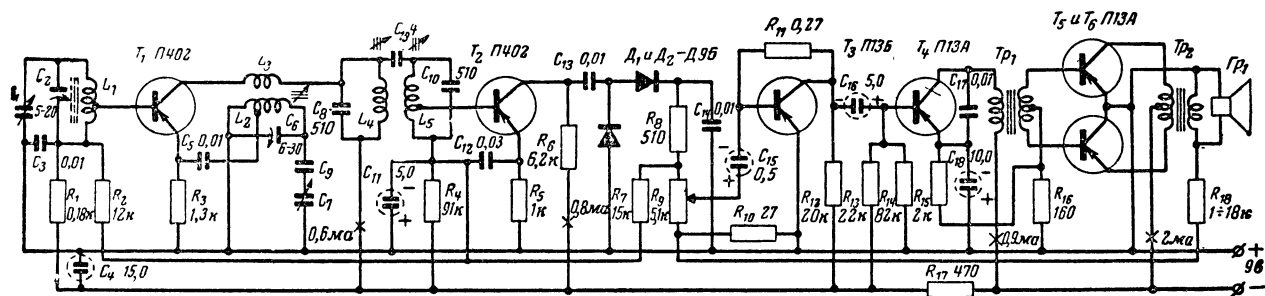 T₁ П402
C₂
L₁
5-20
C₃
0,01
R₁
0,18к
R₂
12к
C₄ 15,0
C₅ 0,01
R₃
1,3к
L₂
L₃
C₆
6-30
C₉
C₇
C₈
510
L₄
0,6ма
C₁₉ 4
C₁₀
510
L₅
C₁₁
5,0
C₁₂ 0,03
R₄
91к
T₂ П402
R₅
1к
C₁₃ 0,01
R₆
6,2к
0,8ма
Д₁ и Д₂-Д9Б
R₇
15к
R₈
510
R₉
5,1к
C₁₄ 0,01
C₁₅
0,5
R₁₀ 27
R₁₁ 0,27
T₃ П13Б
R₁₂
20к
C₁₆ 5,0
R₁₃
22к
R₁₄
82к
R₁₅
2к
T₄ П13А
C₁₇ 0,01
C₁₈ 10,0
Тр₁
0,9ма
R₁₆
160
R₁₇ 470
T₅ и T₆ П13А
Тр₂
2ма
Гр₁
R₁₈
1÷18к
+
9в
−